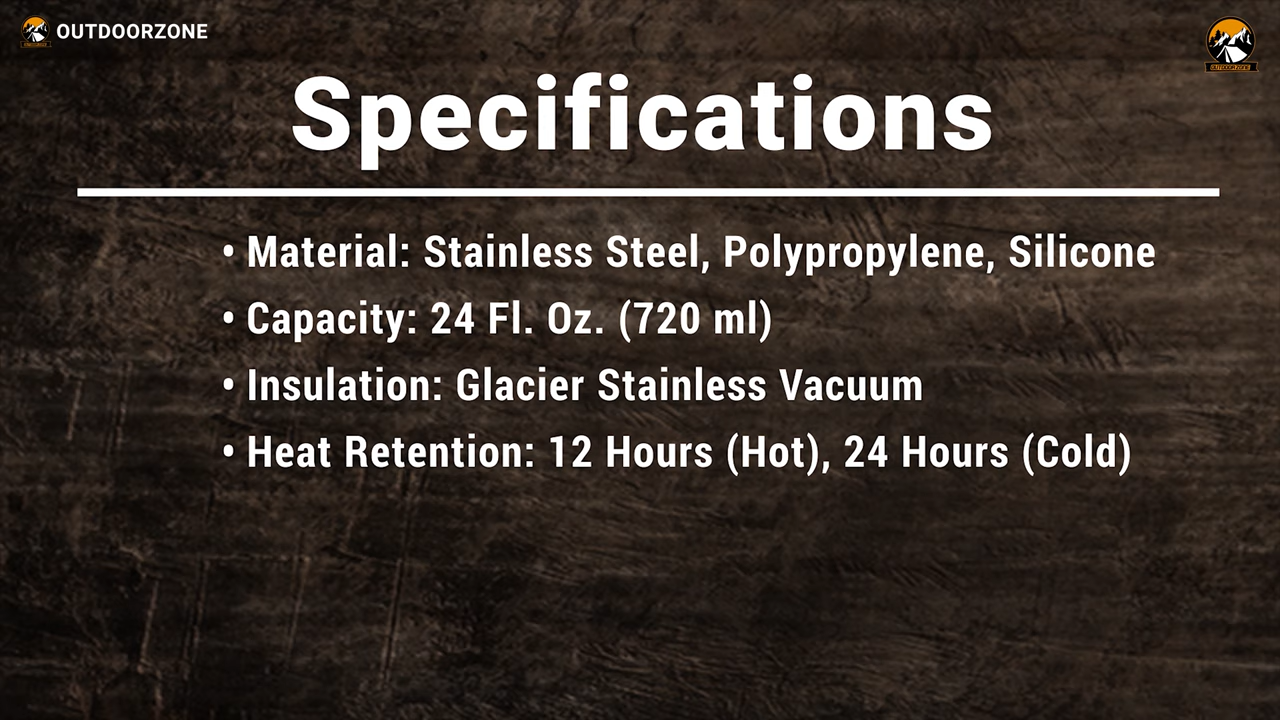 OUTDOORZONE
OUTDOORZONE
Specifications
• Material: Stainless Steel, Polypropylene, Silicone
• Capacity: 24 Fl. Oz. (720 ml)
• Insulation: Glacier Stainless Vacuum
• Heat Retention: 12 Hours (Hot), 24 Hours (Cold)